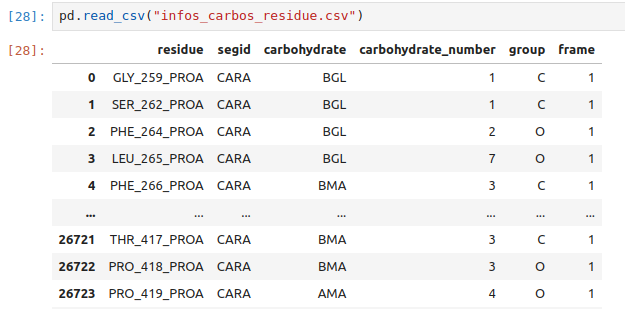 [28]: pd.read_csv("infos_carbos_residue.csv")
[28]: residue segid carbohydrate carbohydrate_number group frame
0 GLY_259_PROA CARA BGL 1 C 1
1 SER_262_PROA CARA BGL 1 C 1
2 PHE_264_PROA CARA BGL 2 O 1
3 LEU_265_PROA CARA BGL 7 O 1
4 PHE_266_PROA CARA BMA 3 C 1
... ... ... ... ... ... ...
26721 THR_417_PROA CARA BMA 3 C 1
26722 PRO_418_PROA CARA BMA 3 O 1
26723 PRO_419_PROA CARA AMA 4 O 1